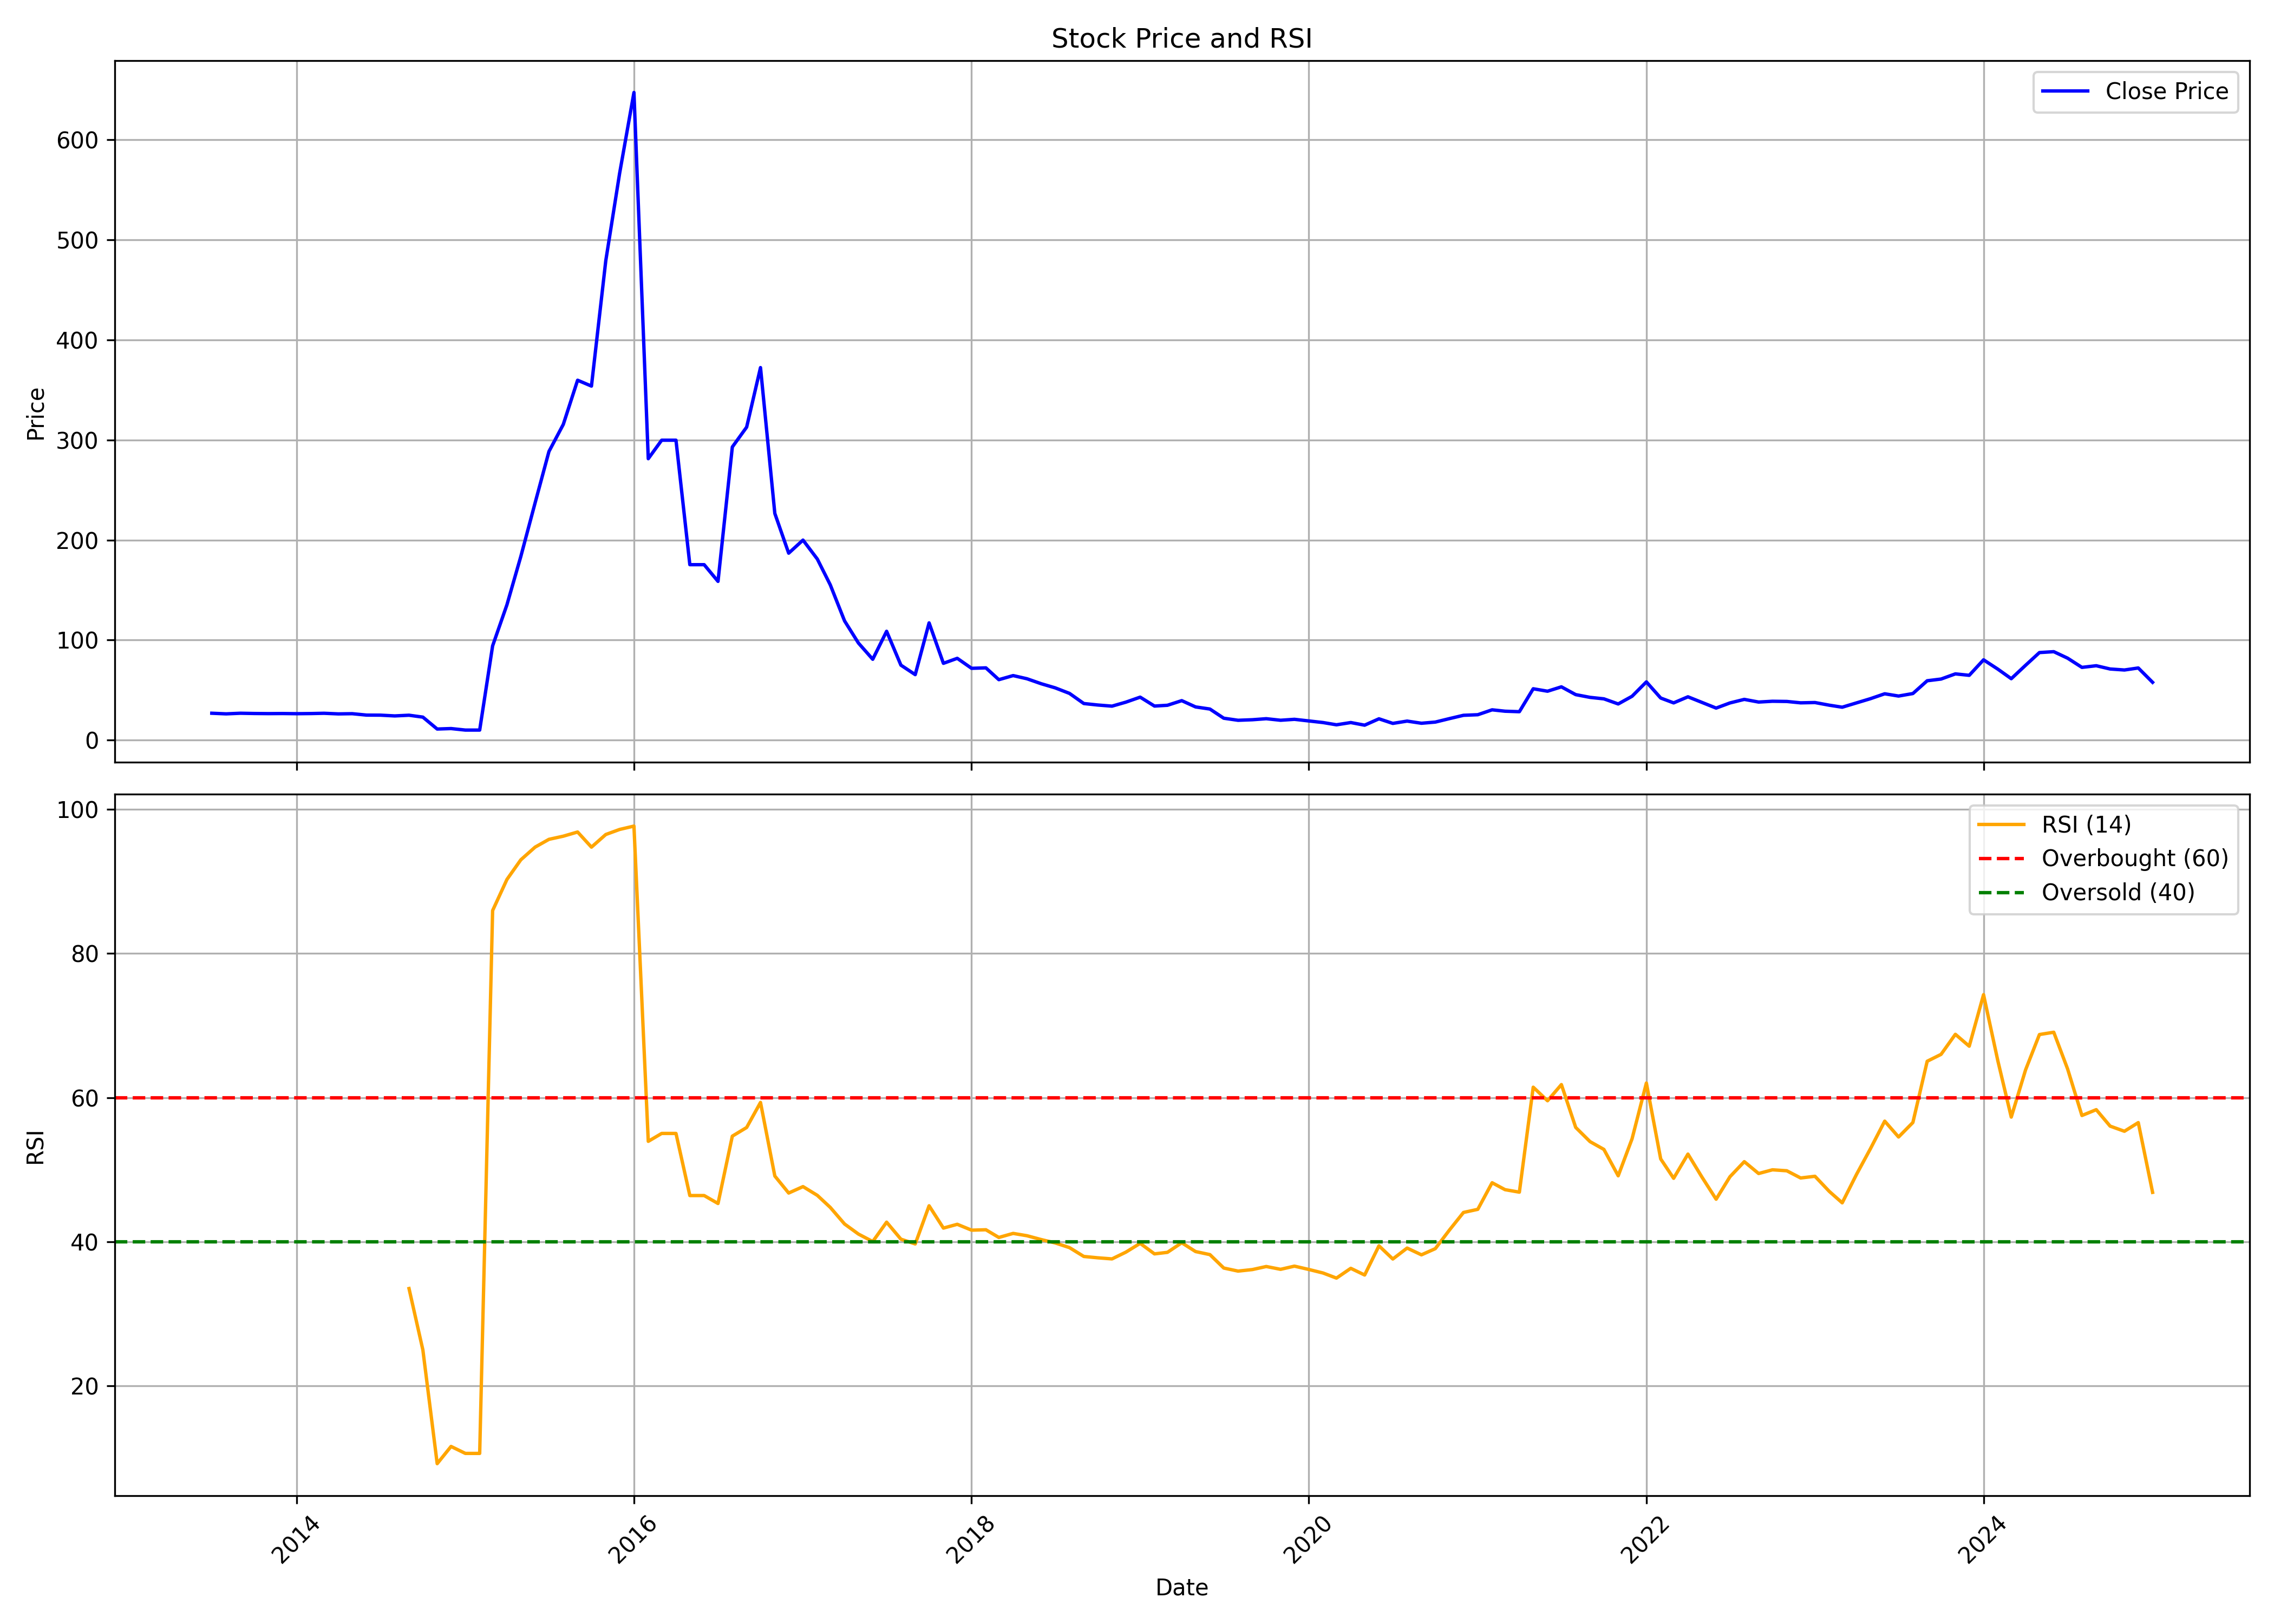 Stock Price and RSI
Close Price
Price
600
500
400
300
200
100
0
RSI (14)
Overbought (60)
Oversold (40)
RSI
100
80
60
40
20
2014
2016
2018
2020
2022
2024
Date